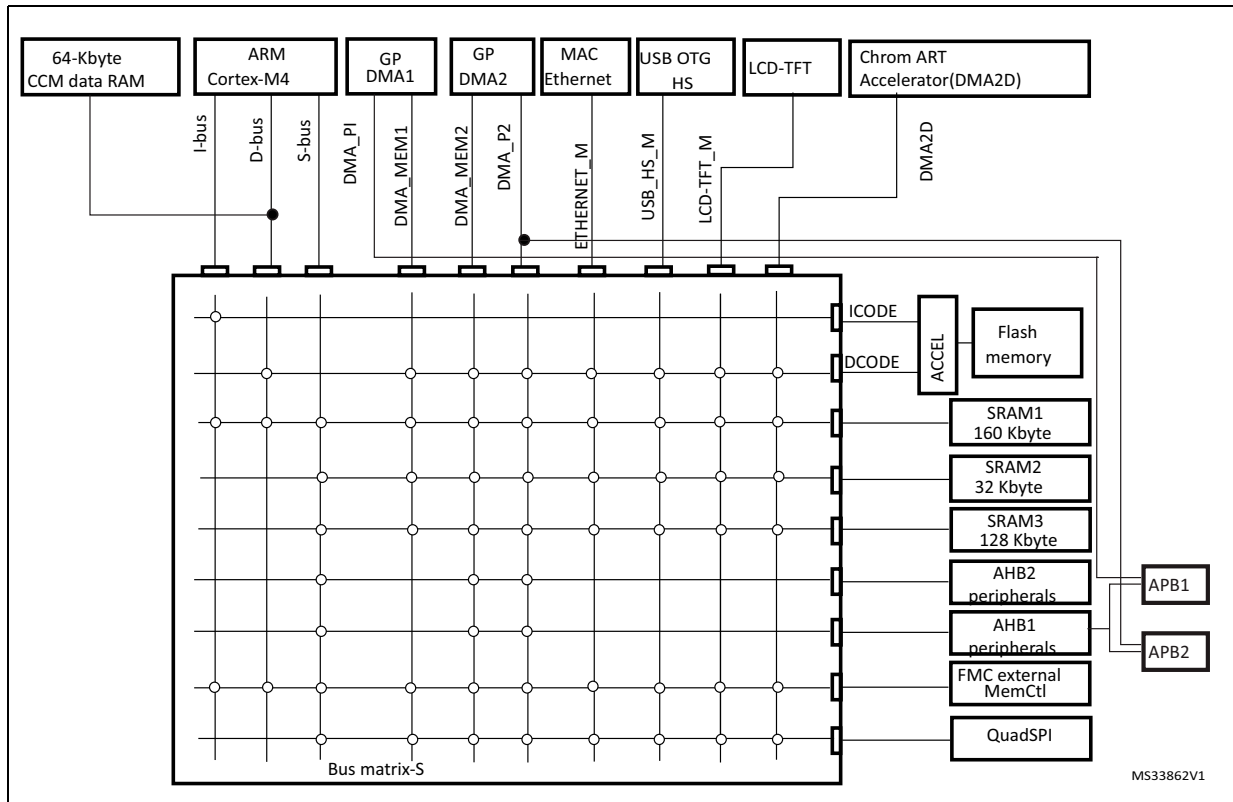 64-Kbyte
CCM data RAM
ARM
Cortex-M4
GP
DMA1
GP
DMA2
MAC
Ethernet
USB OTG
HS
LCD-TFT
Chrom ART
Accelerator(DMA2D)
I-bus
D-bus
S-bus
DMA_PI
DMA_MEM1
DMA_MEM2
DMA_P2
ETHERNET_M
USB_HS_M
LCD-TFT_M
DMA2D
ICODE
DCODE
ACCEL
Flash
memory
SRAM1
160 Kbyte
SRAM2
32 Kbyte
SRAM3
128 Kbyte
AHB2
peripherals
AHB1
peripherals
APB1
APB2
FMC external
MemCtl
QuadSPI
Bus matrix-S
MS33862V1